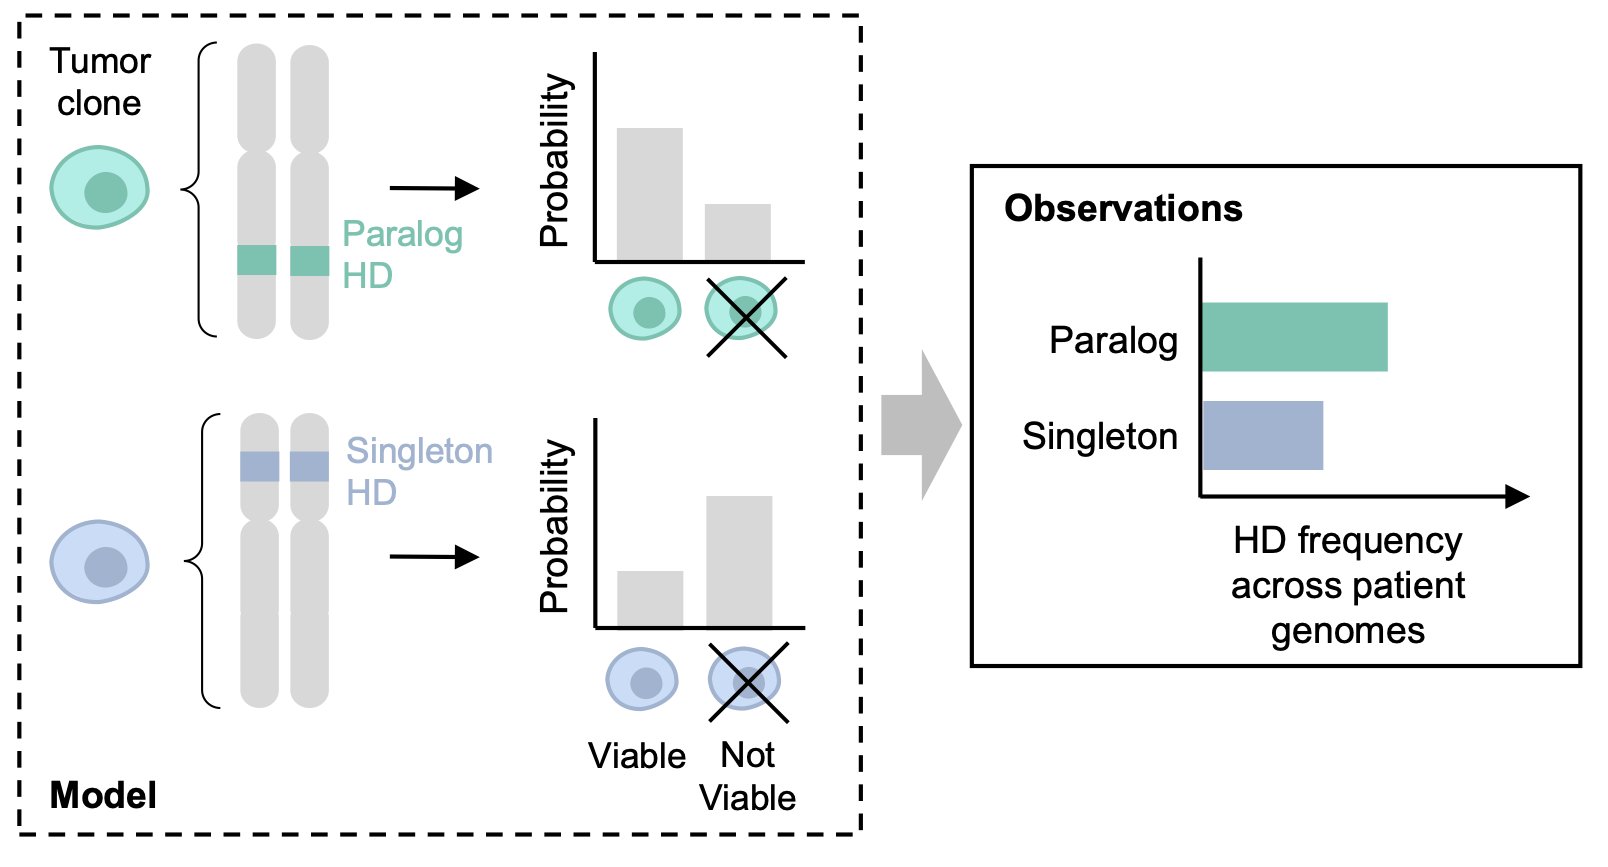 Tumor
clone
Paralog
HD
Probability
Singleton
HD
Probability
Viable
Not
Viable
Model
Observations
Paralog
Singleton
HD frequency
across patient
genomes